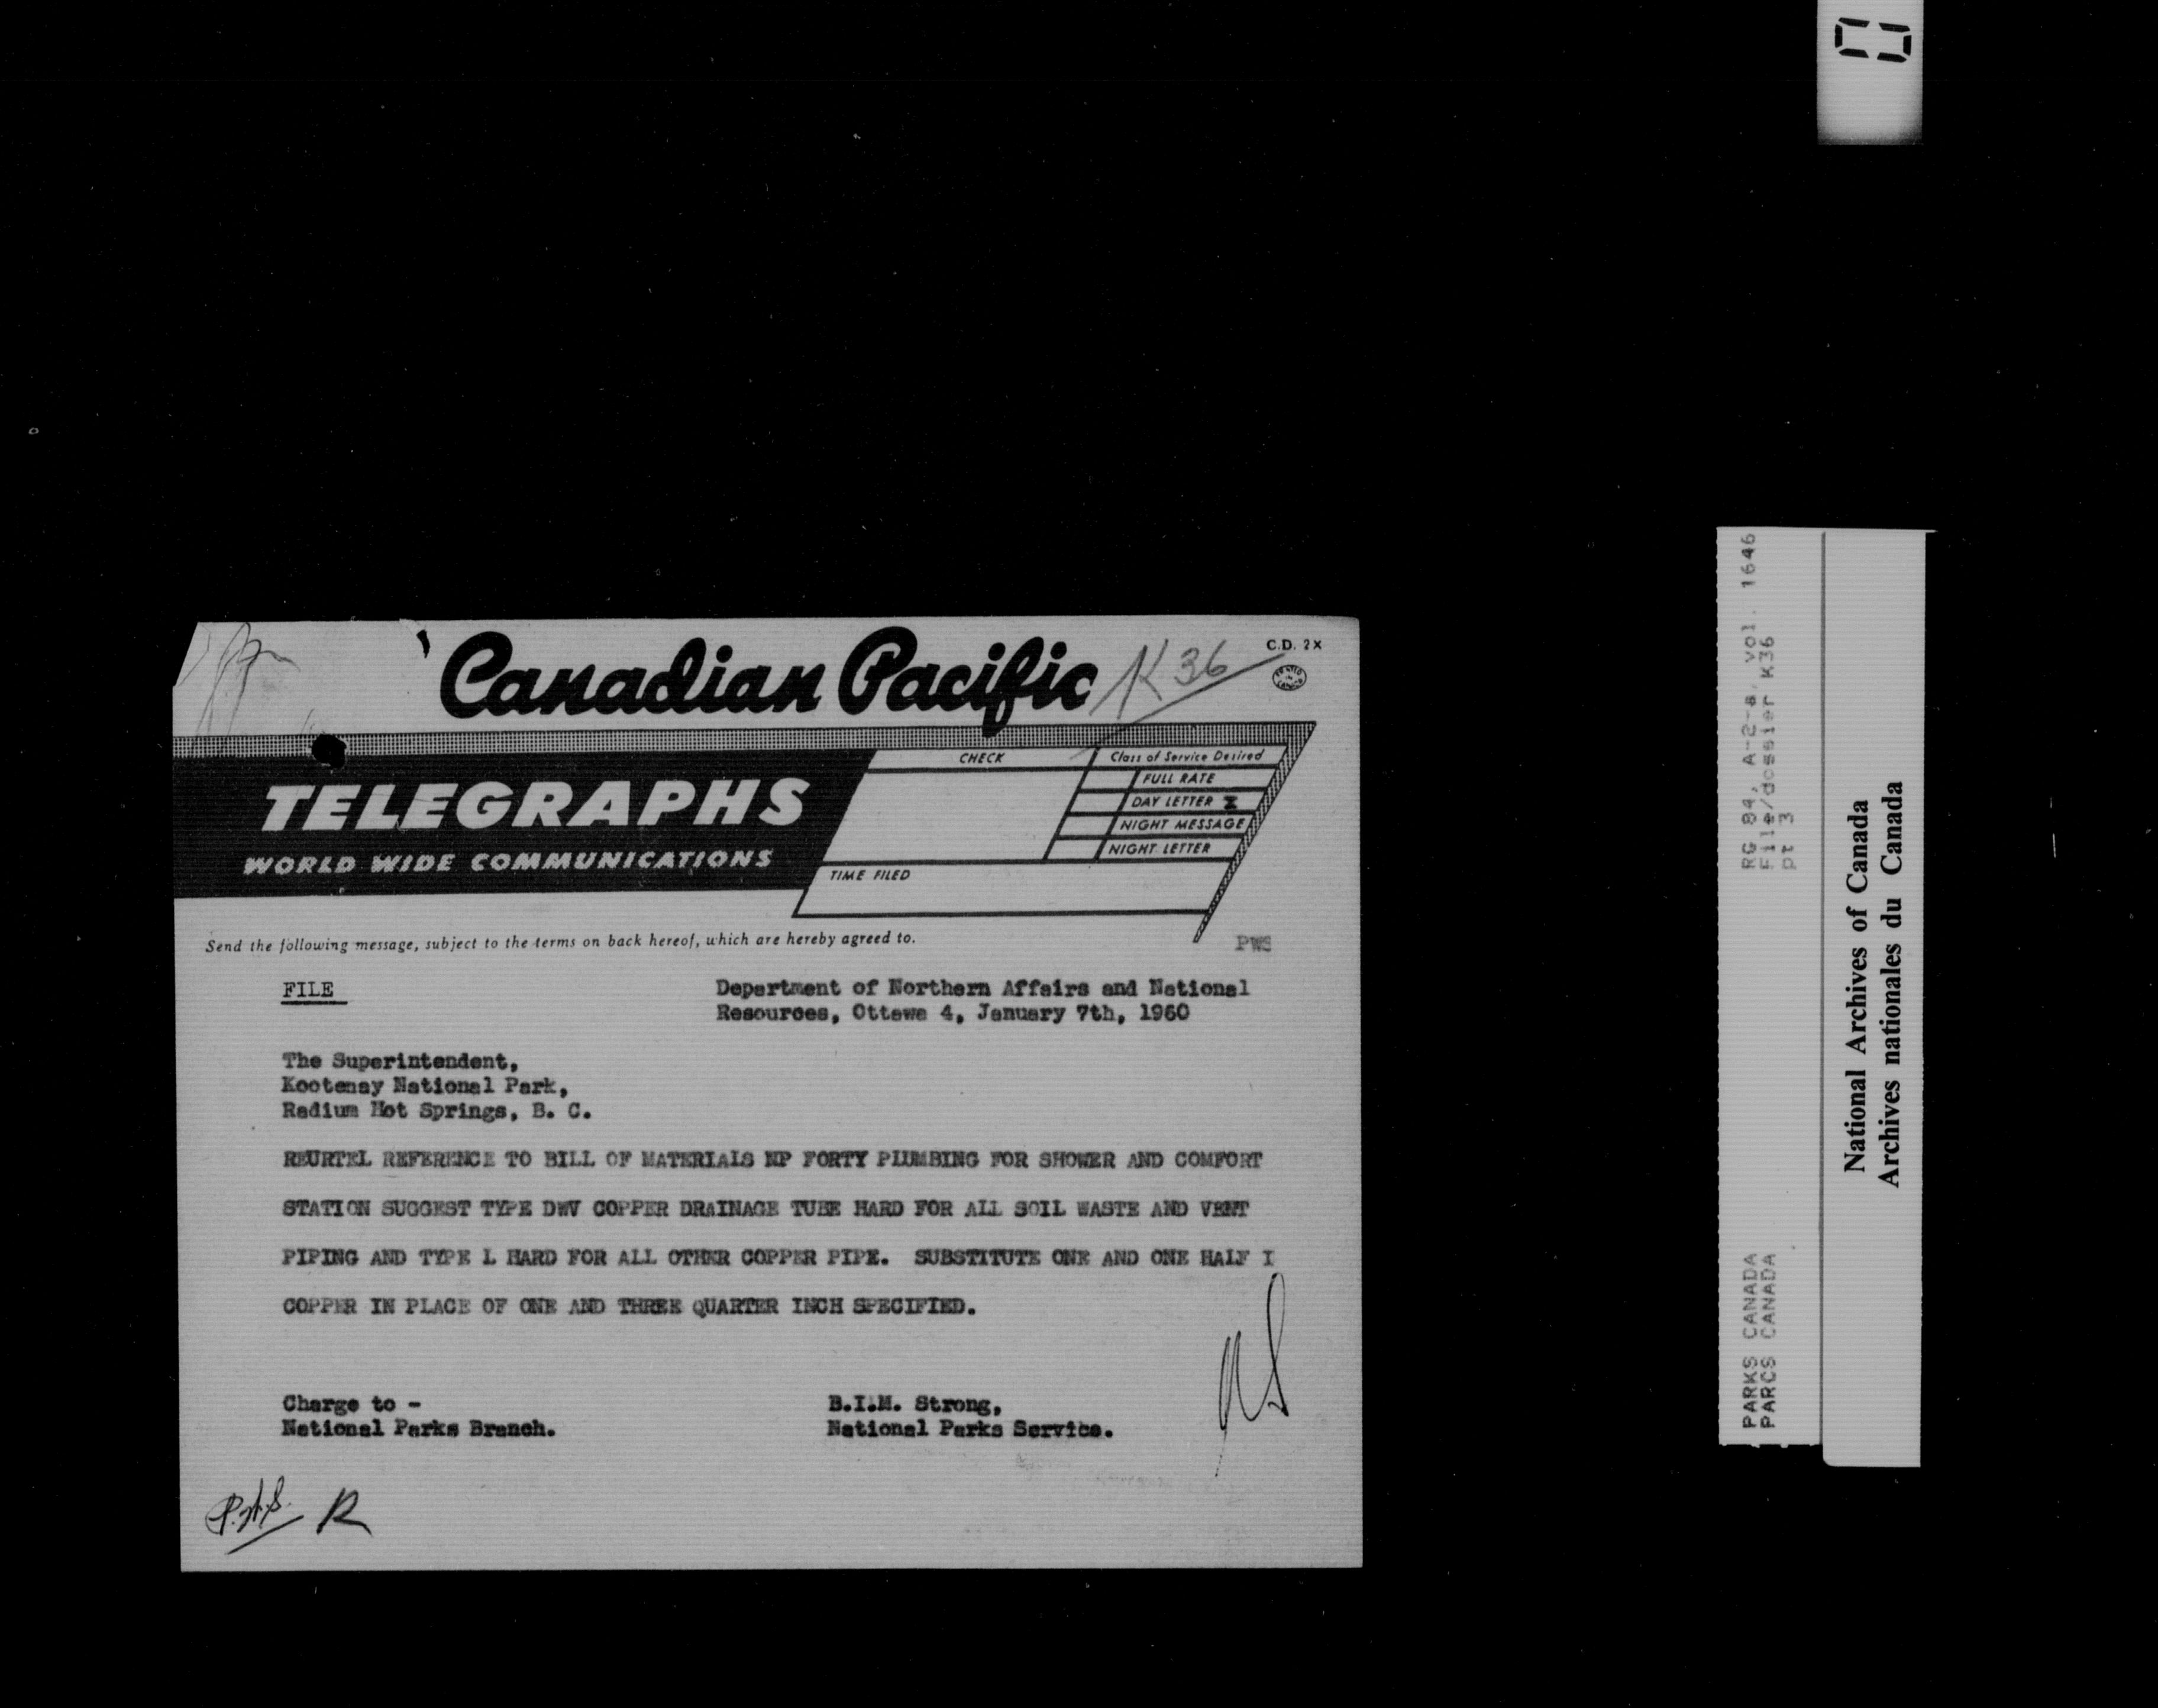 Canadian Pacific
K36
C.D. 2X
PRINTED IN CANADA
TELEGRAPHS
WORLD WIDE COMMUNICATIONS
CHECK
Class of Service Desired
FULL RATE
DAY LETTER X
NIGHT MESSAGE
NIGHT LETTER
TIME FILED
Send the following message, subject to the terms on back hereof, which are hereby agreed to.
PWS
FILE
Department of Northern Affairs and National
Resources, Ottawa 4, January 7th, 1960
The Superintendent,
Kootenay National Park,
Radium Hot Springs, B. C.
REURTEL REFERENCE TO BILL OF MATERIALS NP FORTY PLUMBING FOR SHOWER AND COMFORT
STATION SUGGEST TYPE DWV COPPER DRAINAGE TUBE HARD FOR ALL SOIL WASTE AND VENT
PIPING AND TYPE L HARD FOR ALL OTHER COPPER PIPE. SUBSTITUTE ONE AND ONE HALF I
COPPER IN PLACE OF ONE AND THREE QUARTER INCH SPECIFIED.
Charge to -
National Parks Branch.
B.I.M. Strong,
National Parks Service.
R
RG 84, A-2-a, vol. 1646
File/dossier K36
pt 3
PARKS CANADA
PARCS CANADA
National Archives of Canada
Archives nationales du Canada